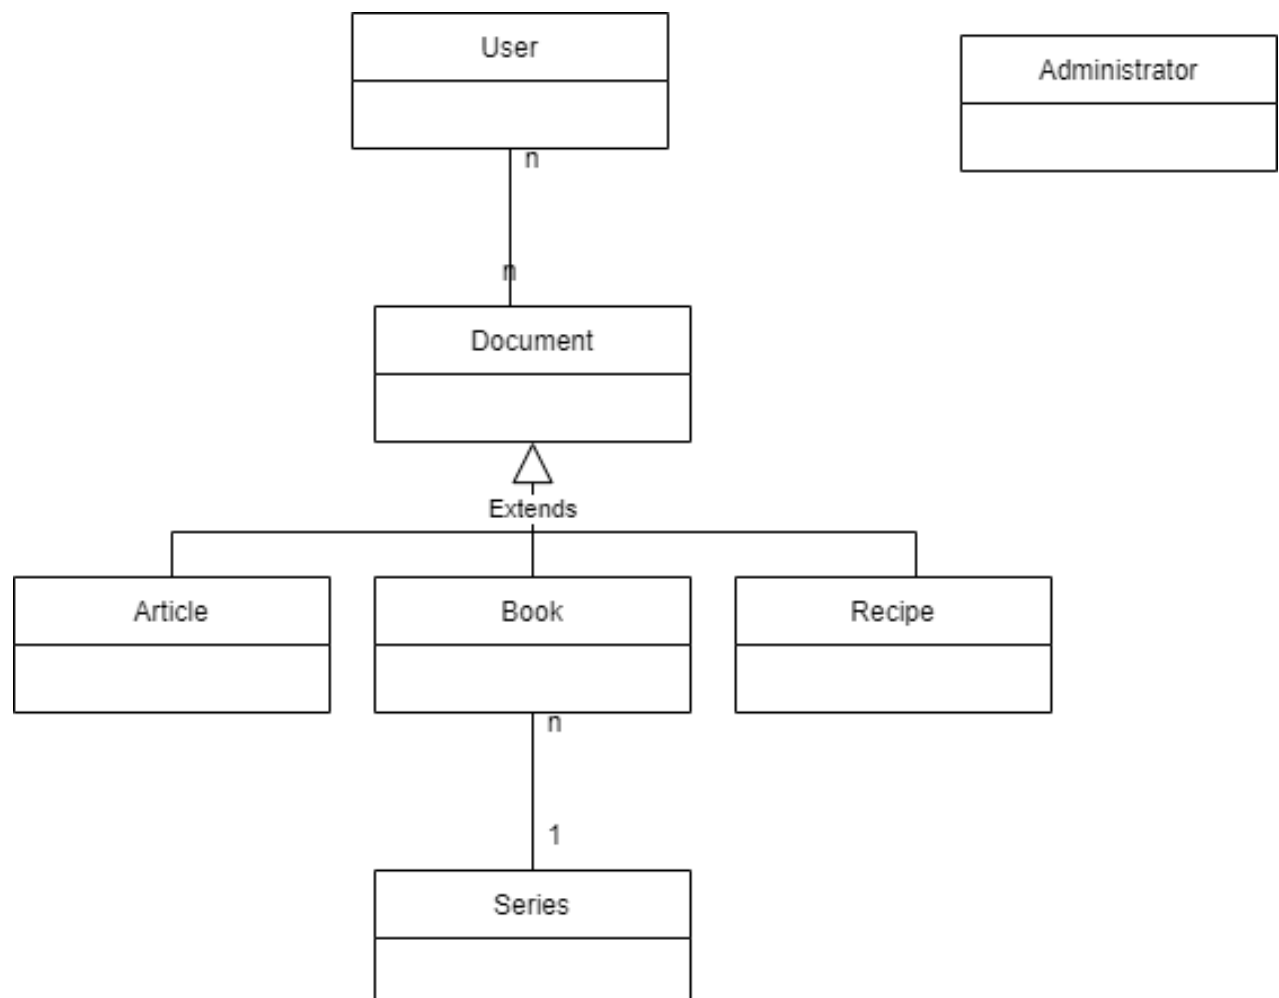 User
Administrator
n
n
Document
Extends
Article
Book
Recipe
n
1
Series